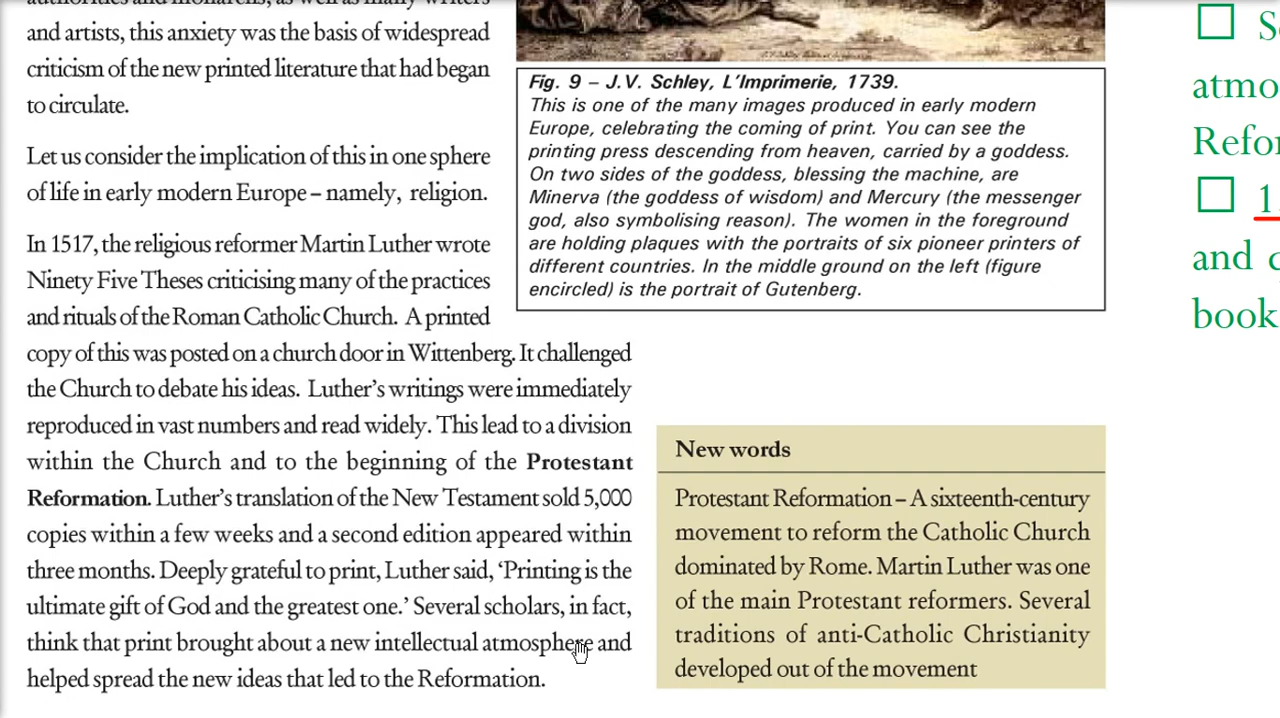 authorities and monarchs, as well as many writers
and artists, this anxiety was the basis of widespread
criticism of the new printed literature that had began
to circulate.
Let us consider the implication of this in one sphere
of life in early modern Europe – namely, religion.
In 1517, the religious reformer Martin Luther wrote
Ninety Five Theses criticising many of the practices
and rituals of the Roman Catholic Church. A printed
copy of this was posted on a church door in Wittenberg. It challenged
the Church to debate his ideas. Luther’s writings were immediately
reproduced in vast numbers and read widely. This lead to a division
within the Church and to the beginning of the Protestant
Reformation. Luther’s translation of the New Testament sold 5,000
copies within a few weeks and a second edition appeared within
three months. Deeply grateful to print, Luther said, ‘Printing is the
ultimate gift of God and the greatest one.’ Several scholars, in fact,
think that print brought about a new intellectual atmosphere and
helped spread the new ideas that led to the Reformation.
Fig. 9 – J.V. Schley, L’Imprimerie, 1739.
This is one of the many images produced in early modern
Europe, celebrating the coming of print. You can see the
printing press descending from heaven, carried by a goddess.
On two sides of the goddess, blessing the machine, are
Minerva (the goddess of wisdom) and Mercury (the messenger
god, also symbolising reason). The women in the foreground
are holding plaques with the portraits of six pioneer printers of
different countries. In the middle ground on the left (figure
encircled) is the portrait of Gutenberg.
New words
Protestant Reformation – A sixteenth-century
movement to reform the Catholic Church
dominated by Rome. Martin Luther was one
of the main Protestant reformers. Several
traditions of anti-Catholic Christianity
developed out of the movement
atmo
Refor
and
book